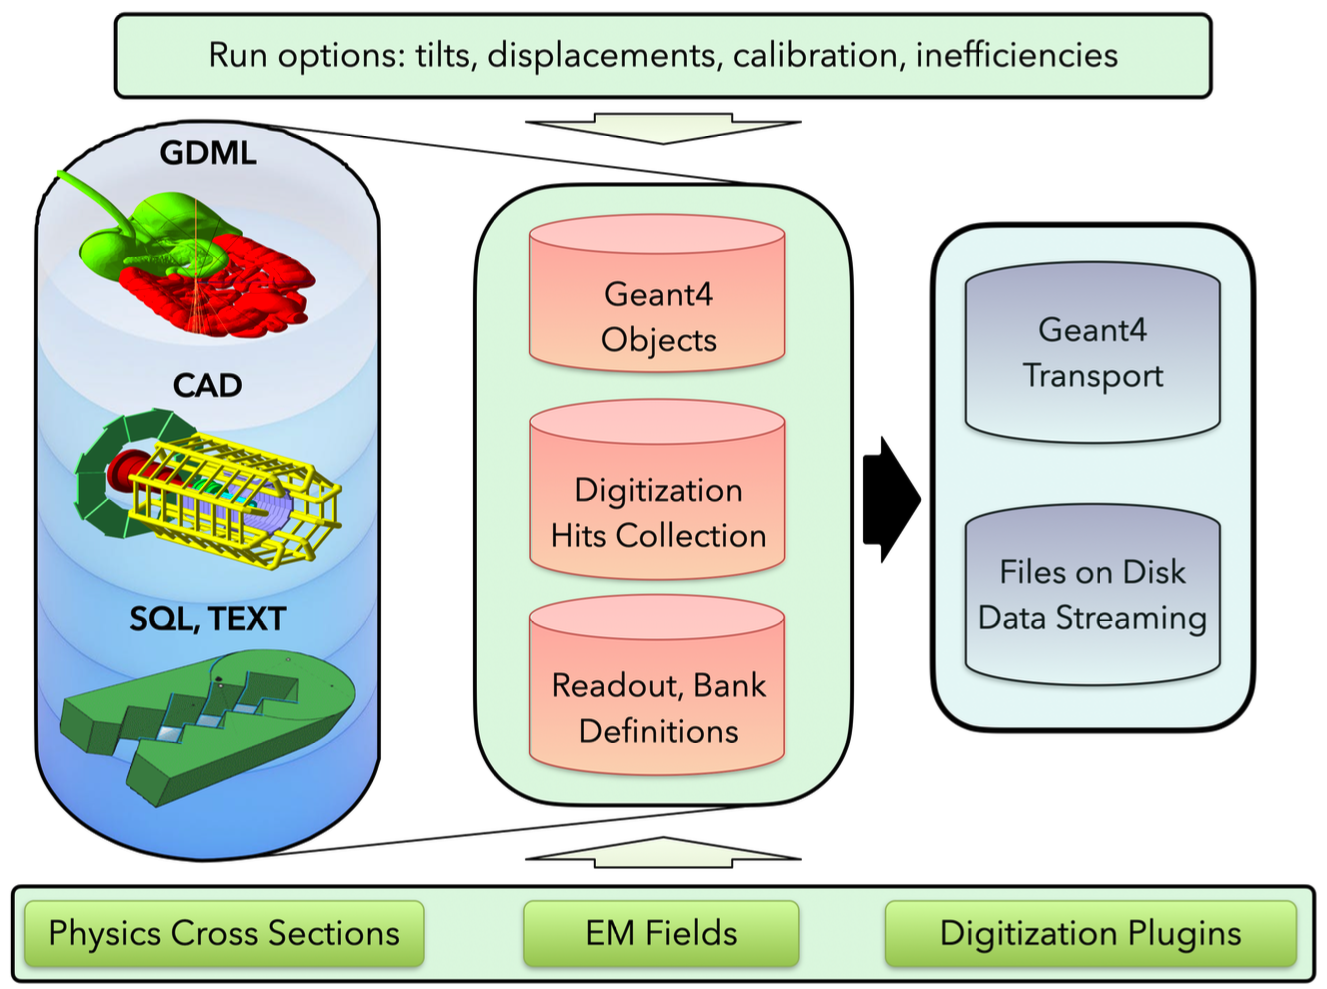 Run options: tilts, displacements, calibration, inefficiencies
GDML
CAD
SQL, TEXT
Geant4
Objects
Digitization
Hits Collection
Readout, Bank
Definitions
Geant4
Transport
Files on Disk
Data Streaming
Physics Cross Sections
EM Fields
Digitization Plugins